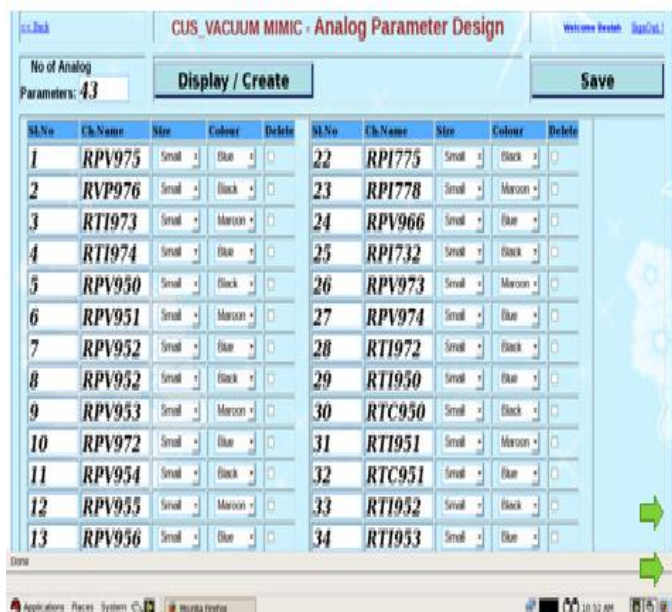 << Back CUS_VACUUM MIMIC - Analog Parameter Design Welcome Beulah SignOut !
No of Analog
Parameters: 43 Display / Create Save
Sl.No Ch.Name Size Colour Delete Sl.No Ch.Name Size Colour Delete
1 RPV975 Small Blue 22 RPI775 Small Black
2 RVP976 Small Black 23 RPI778 Small Maroon
3 RTI973 Small Maroon 24 RPV966 Small Blue
4 RTI974 Small Blue 25 RPI732 Small Black
5 RPV950 Small Black 26 RPV973 Small Maroon
6 RPV951 Small Maroon 27 RPV974 Small Blue
7 RPV952 Small Blue 28 RTI972 Small Black
8 RPV952 Small Black 29 RTI950 Small Blue
9 RPV953 Small Maroon 30 RTC950 Small Black
10 RPV972 Small Blue 31 RTI951 Small Maroon
11 RPV954 Small Black 32 RTC951 Small Blue
12 RPV955 Small Maroon 33 RTI952 Small Black
13 RPV956 Small Blue 34 RTI953 Small Blue
Done
Applications Places System Mozilla Firefox 10:52 AM